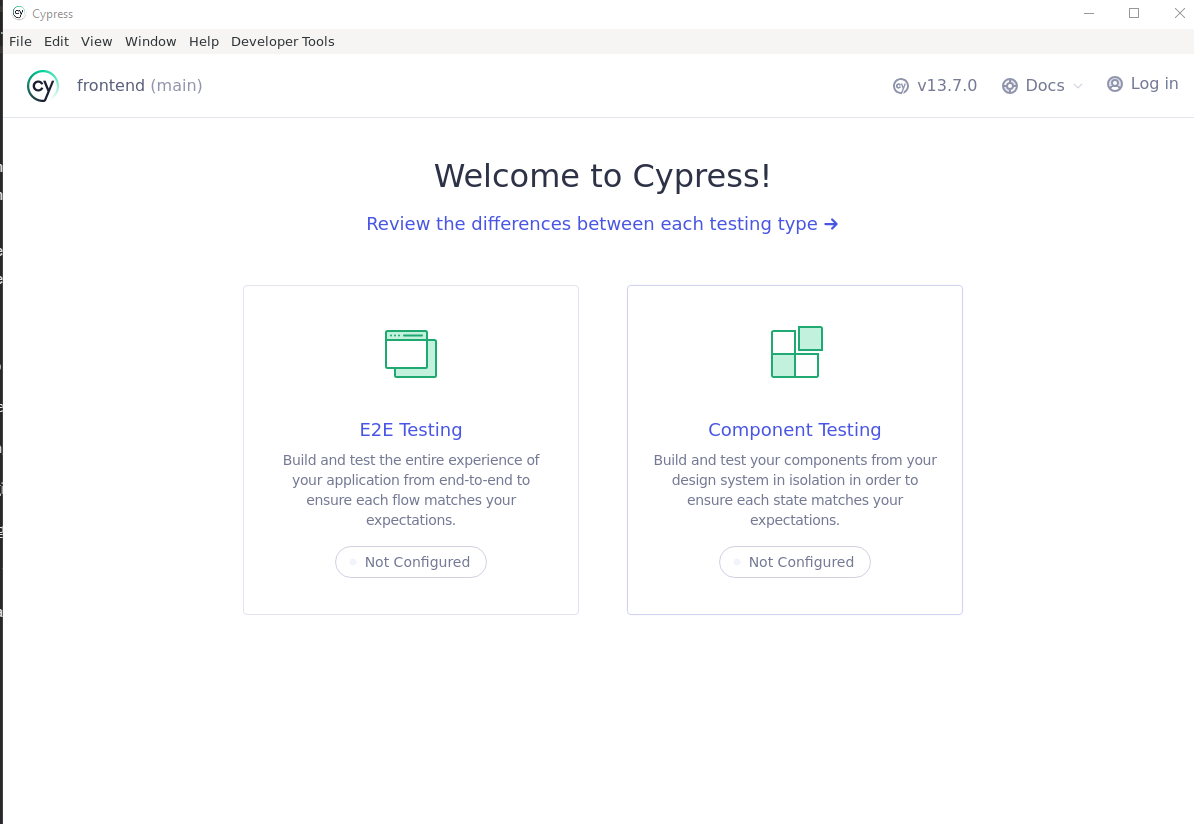 Cypress
File Edit View Window Help Developer Tools
cy frontend (main) cy v13.7.0 Docs Log in
Welcome to Cypress!
Review the differences between each testing type →
E2E Testing
Build and test the entire experience of
your application from end-to-end to
ensure each flow matches your
expectations.
Not Configured
Component Testing
Build and test your components from your
design system in isolation in order to
ensure each state matches your
expectations.
Not Configured